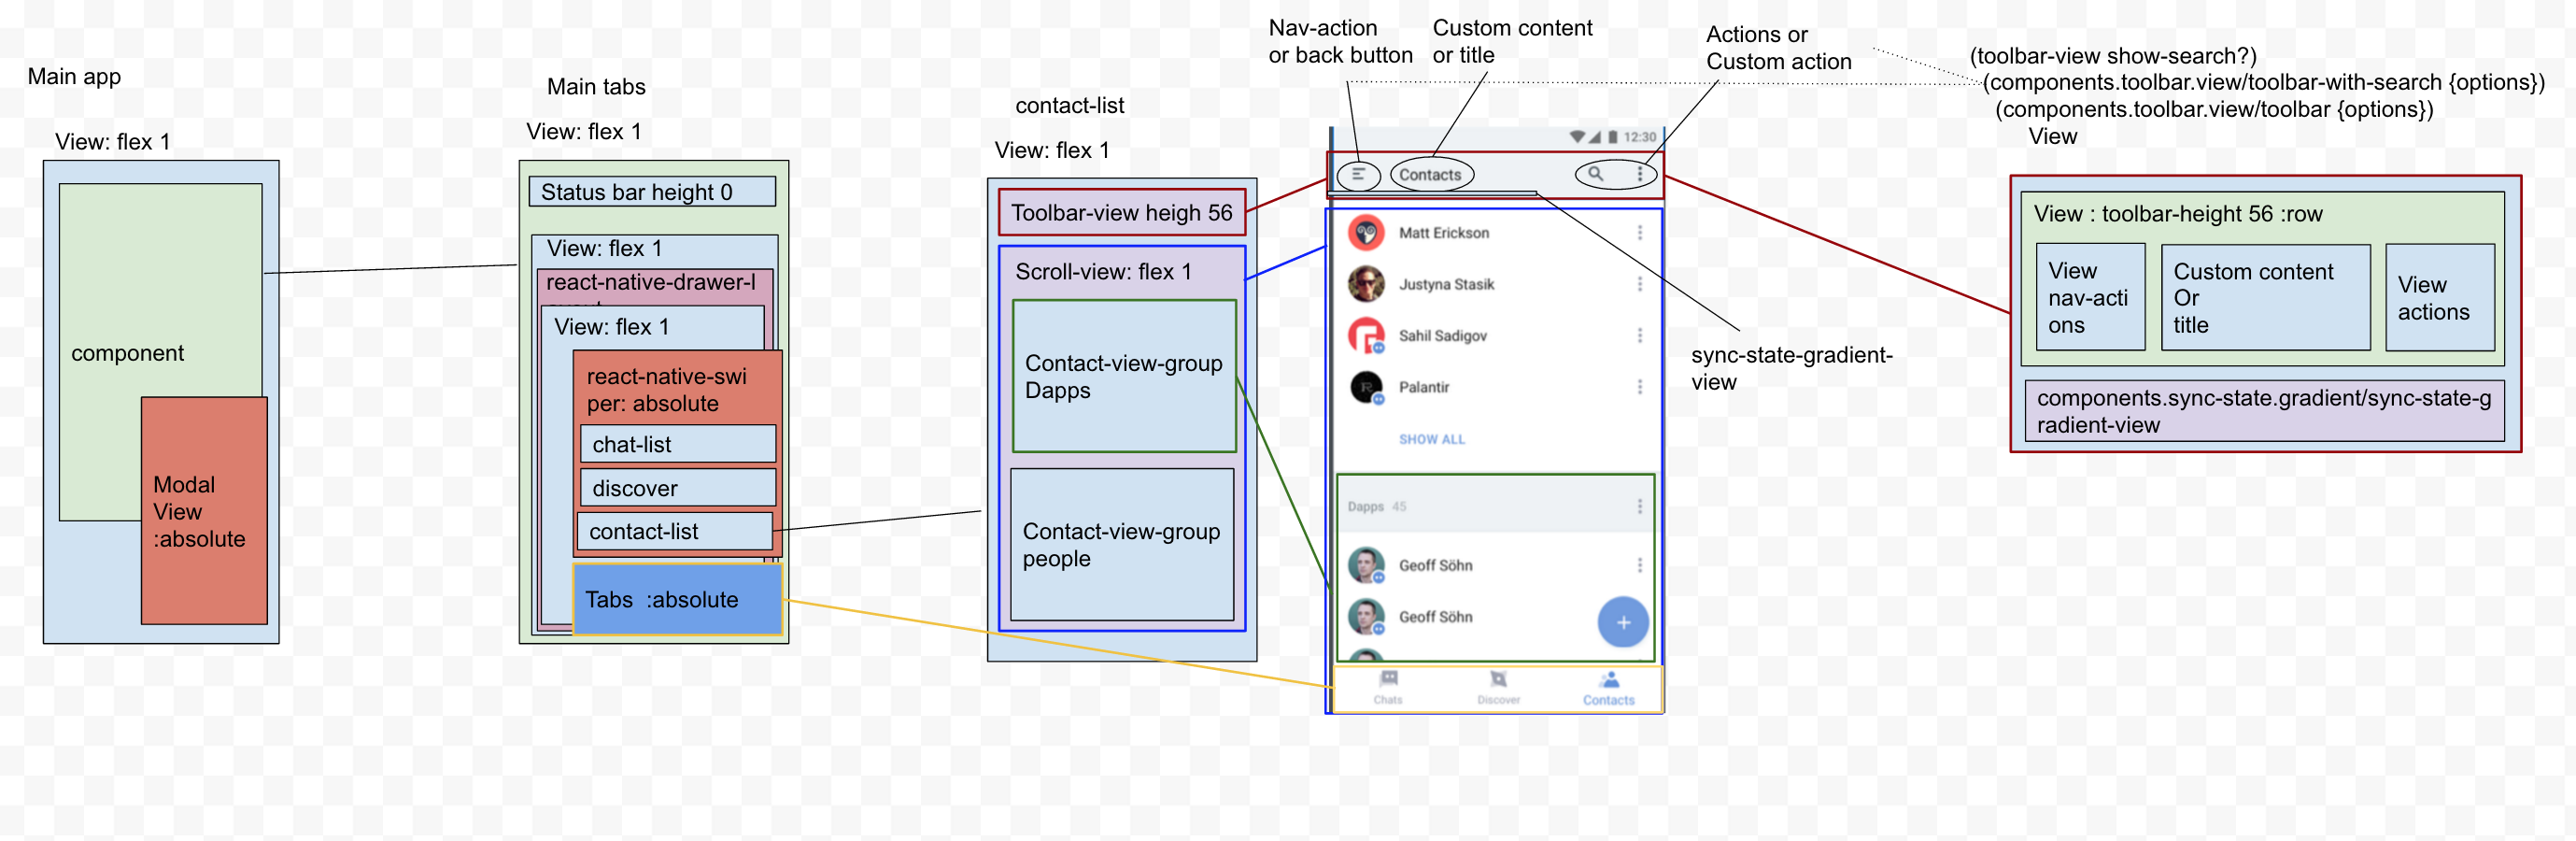 Main app
View: flex 1
component
Modal
View
:absolute
Main tabs
View: flex 1
Status bar height 0
View: flex 1
react-native-drawer-l
View: flex 1
react-native-swi
per: absolute
chat-list
discover
contact-list
Tabs :absolute
contact-list
View: flex 1
Toolbar-view heigh 56
Scroll-view: flex 1
Contact-view-group
Dapps
Contact-view-group
people
Nav-action
or back button
Custom content
or title
Actions or
Custom action
12:30
Contacts
Matt Erickson
Justyna Stasik
Sahil Sadigov
Palantir
SHOW ALL
Dapps 45
Geoff Söhn
Geoff Söhn
Chats
Discover
Contacts
sync-state-gradient-
view
(toolbar-view show-search?)
(components.toolbar.view/toolbar-with-search {options})
(components.toolbar.view/toolbar {options})
View
View : toolbar-height 56 :row
View
nav-acti
ons
Custom content
Or
title
View
actions
components.sync-state.gradient/sync-state-g
radient-view